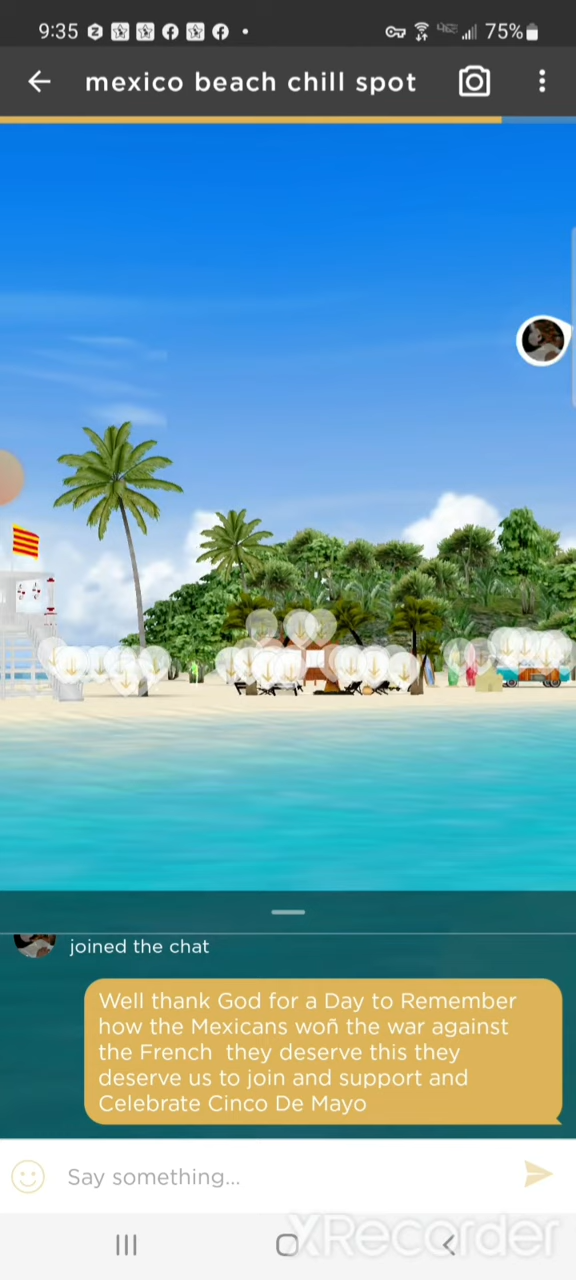 9:35
75%
mexico beach chill spot
joined the chat
Well thank God for a Day to Remember
how the Mexicans woñ the war against
the French they deserve this they
deserve us to join and support and
Celebrate Cinco De Mayo
Say something...
XRecorder